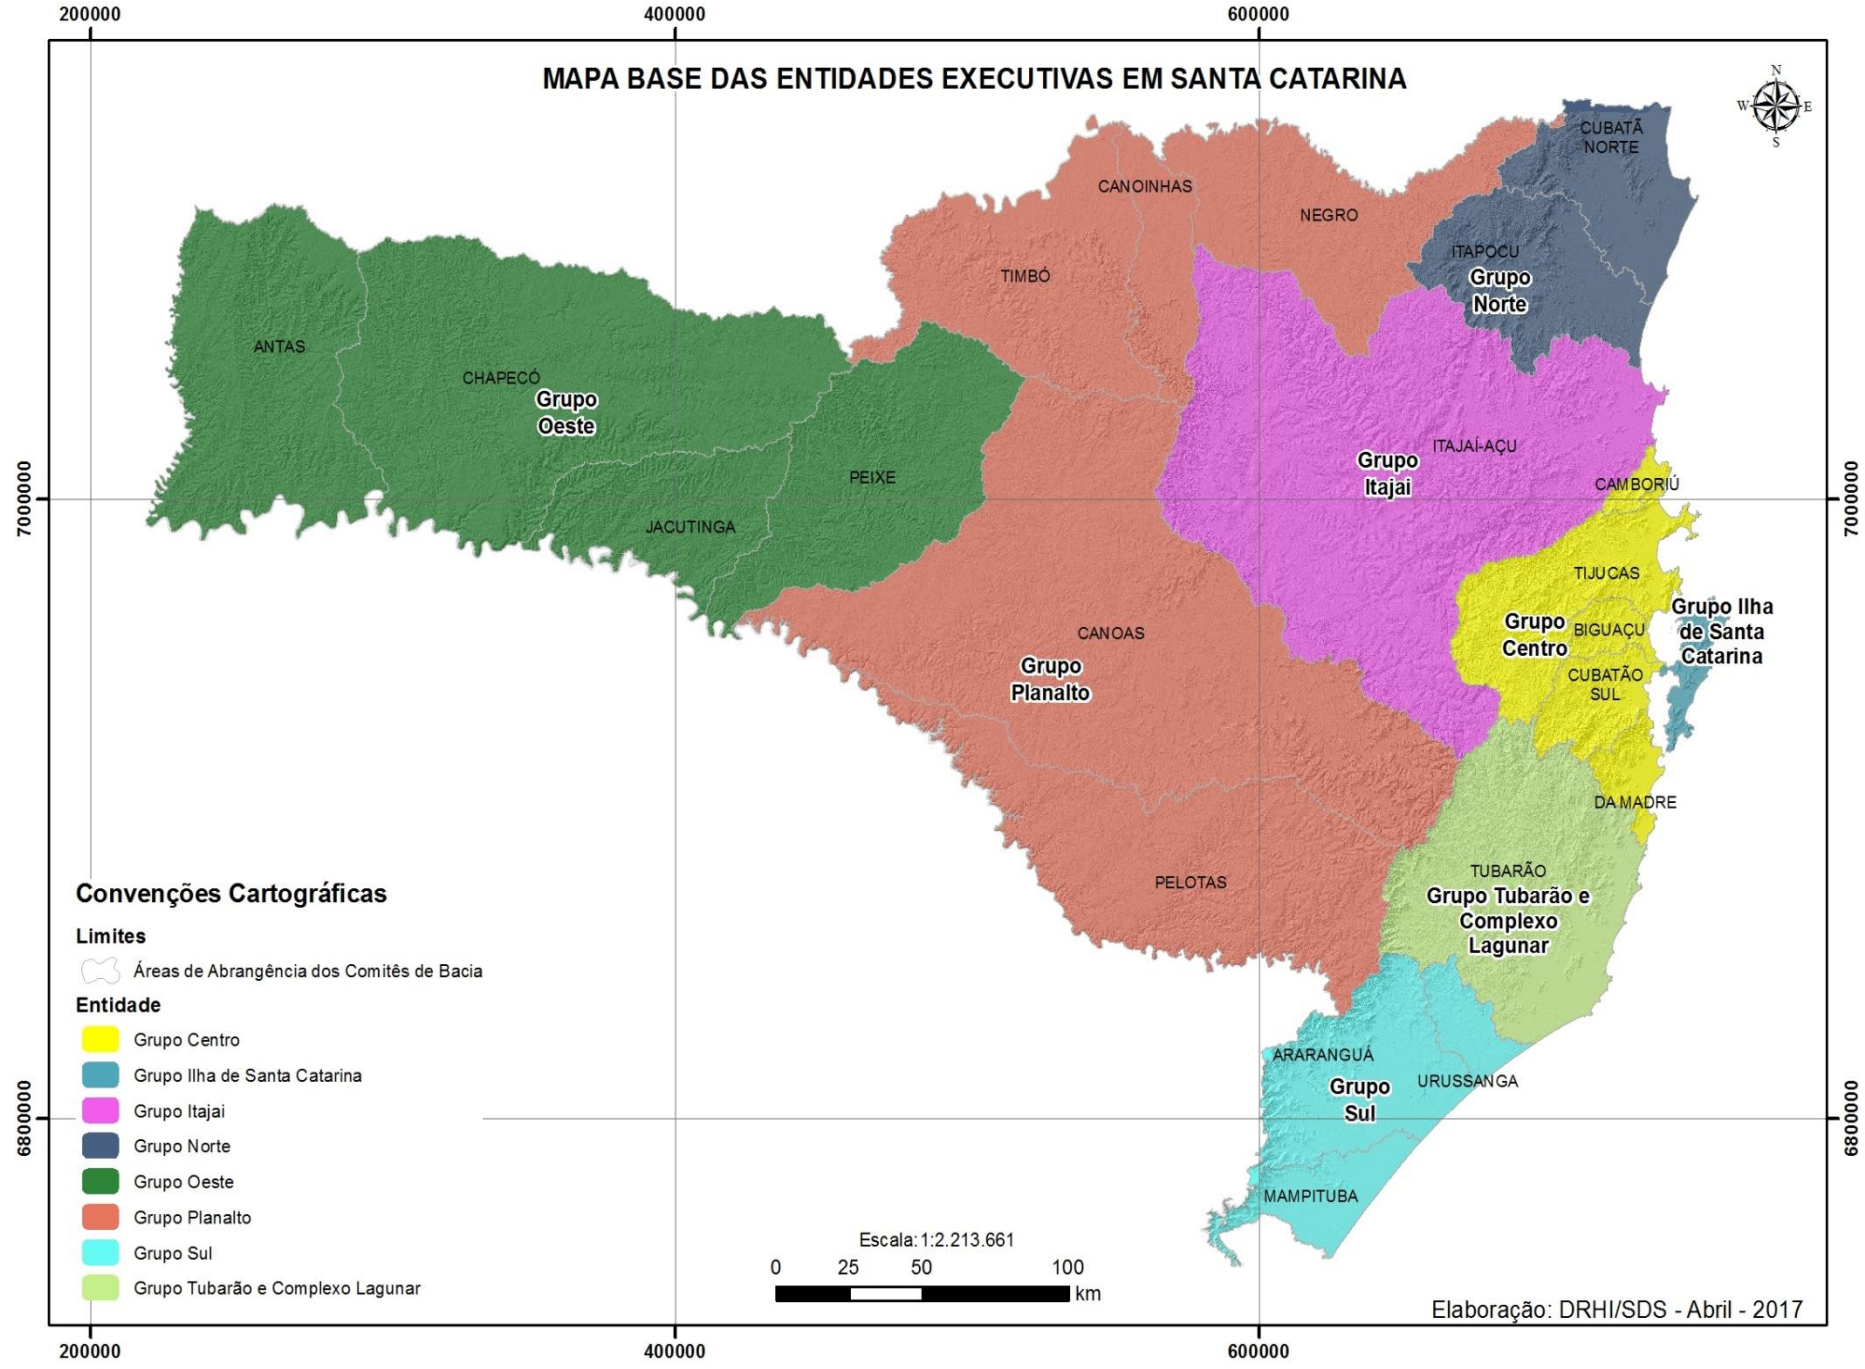 200000
400000
600000
MAPA BASE DAS ENTIDADES EXECUTIVAS EM SANTA CATARINA
N
W
E
S
CUBATÃ
NORTE
CANOINHAS
NEGRO
ITAPOCU
Grupo
Norte
TIMBÓ
ANTAS
CHAPECÓ
Grupo
Oeste
ITAJAÍ-AÇU
Grupo
Itajai
PEIXE
CAMBORIÚ
7000000
7000000
JACUTINGA
TIJUCAS
Grupo Ilha
de Santa
Catarina
Grupo
Centro
BIGUAÇU
CANOAS
Grupo
Planalto
CUBATÃO
SUL
DA MADRE
TUBARÃO
Grupo Tubarão e
Complexo
Lagunar
PELOTAS
ARARANGUÁ
URUSSANGA
Grupo
Sul
6800000
6800000
MAMPITUBA
Convenções Cartográficas
Limites
Áreas de Abrangência dos Comitês de Bacia
Entidade
Grupo Centro
Grupo Ilha de Santa Catarina
Grupo Itajai
Grupo Norte
Grupo Oeste
Grupo Planalto
Grupo Sul
Grupo Tubarão e Complexo Lagunar
Escala: 1:2.213.661
0 25 50 100
km
Elaboração: DRHI/SDS - Abril - 2017
200000
400000
600000